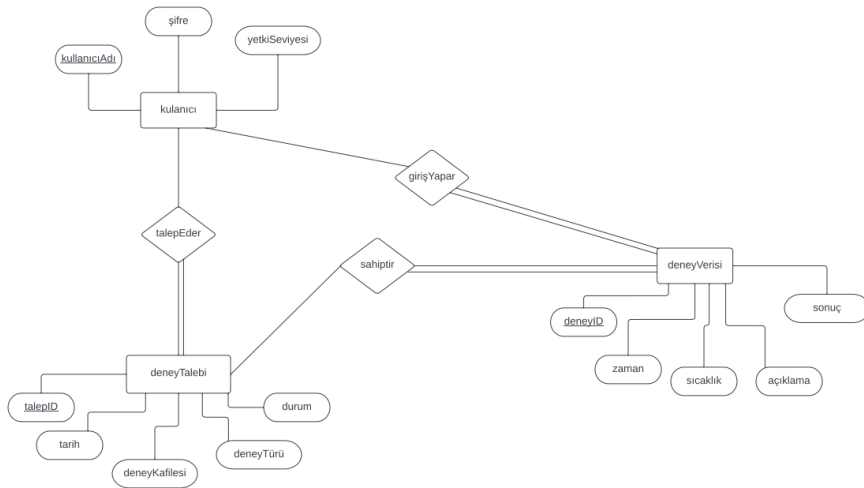 şifre
yetkiSeviyesi
kullanıcıAdı
kulanıcı
girişYapar
talepEder
sahiptir
deneyVerisi
sonuç
deneyID
zaman
sıcaklık
açıklama
deneyTalebi
talepID
durum
tarih
deneyTürü
deneyKafilesi